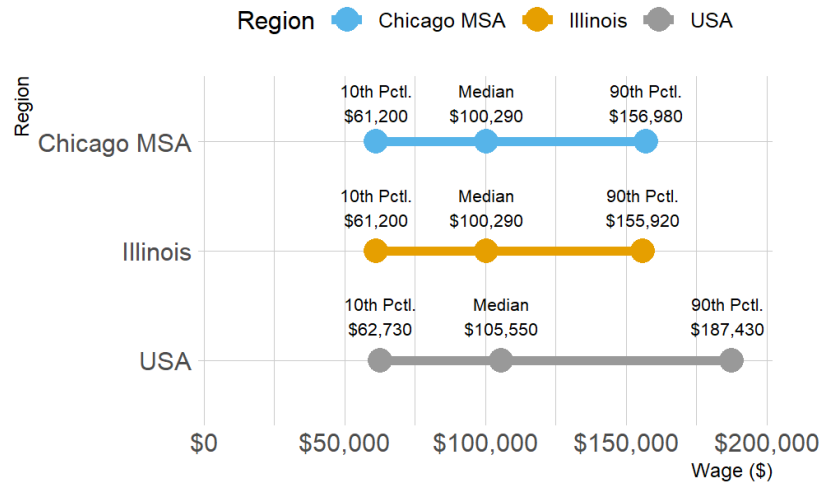 Region Chicago MSA Illinois USA
Region
10th Pctl. Median 90th Pctl.
$61,200 $100,290 $156,980
Chicago MSA
10th Pctl. Median 90th Pctl.
$61,200 $100,290 $155,920
Illinois
10th Pctl. Median 90th Pctl.
$62,730 $105,550 $187,430
USA
$0 $50,000 $100,000 $150,000 $200,000
Wage ($)